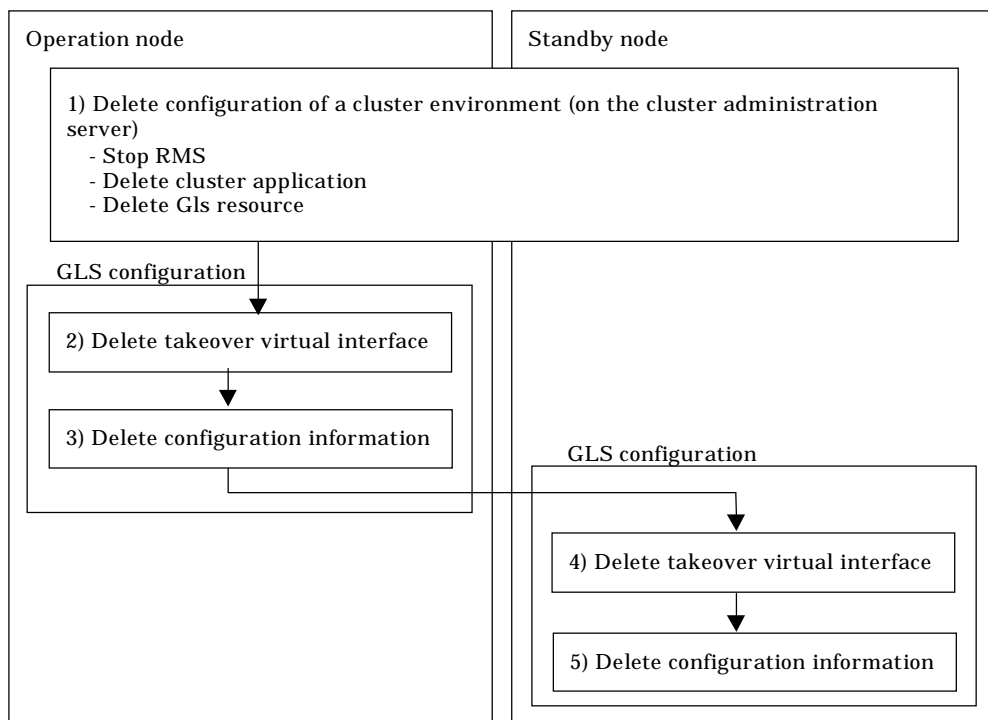 Operation node
Standby node
1) Delete configuration of a cluster environment (on the cluster administration
server)
- Stop RMS
- Delete cluster application
- Delete Gls resource
GLS configuration
2) Delete takeover virtual interface
3) Delete configuration information
GLS configuration
4) Delete takeover virtual interface
5) Delete configuration information